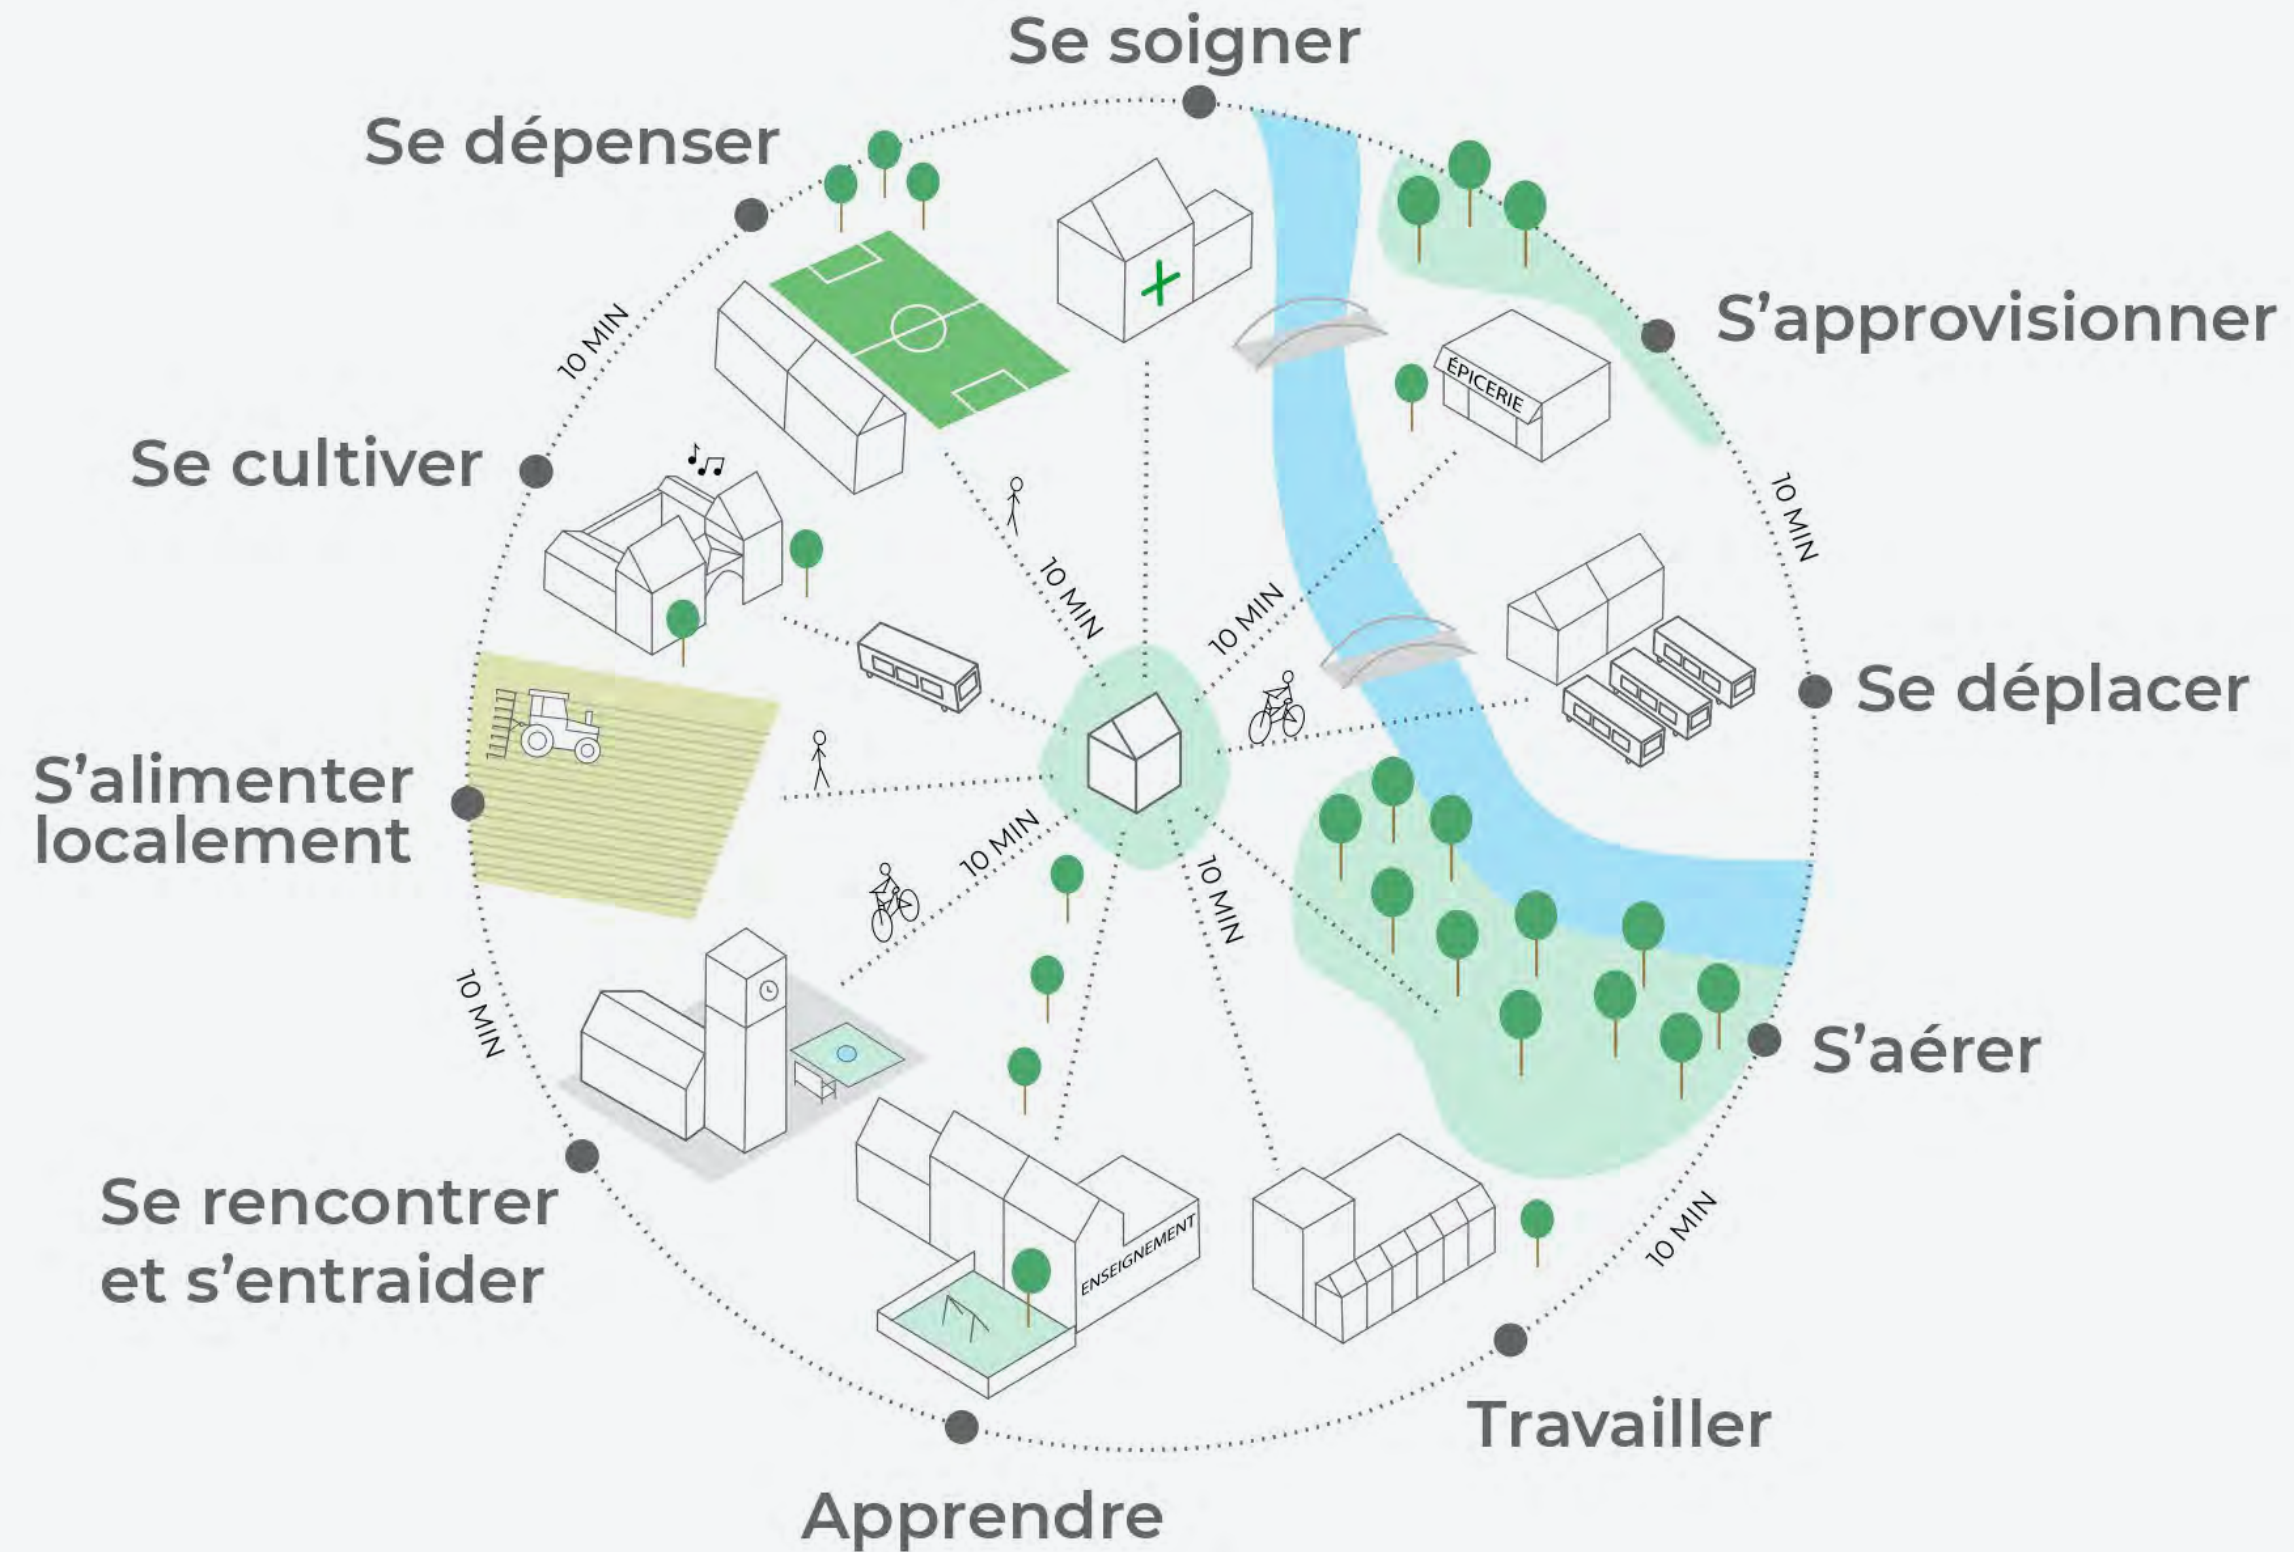 Se soigner
Se dépenser
10 MIN
S'approvisionner
ÉPICERIE
Se cultiver
10 MIN
10 MIN
10 MIN
Se déplacer
S'alimenter
localement
10 MIN
10 MIN
10 MIN
S'aérer
Se rencontrer
et s'entraider
ENSEIGNEMENT
10 MIN
Travailler
Apprendre